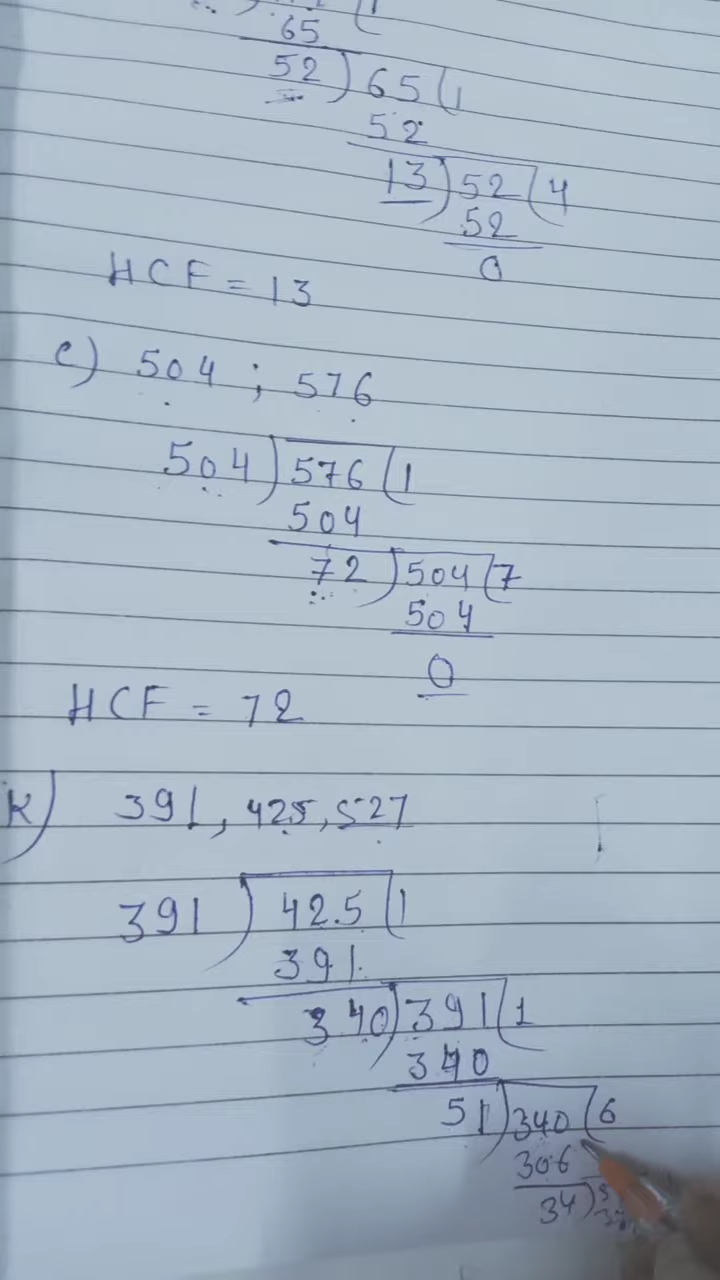 65
52 ) 65 ( 1
52
13 ) 52 ( 4
52
0
HCF = 13
e) 504 ; 576
504 ) 576 ( 1
504
72 ) 504 ( 7
504
0
HCF = 72
K) 391, 425, 527
391 ) 425 ( 1
391
340 ) 391 ( 1
340
51 ) 340 ( 6
306
34 )